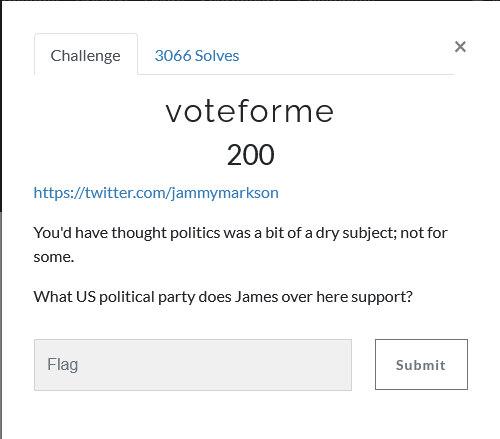 Challenge
3066 Solves
×
voteforme
200
https://twitter.com/jammymarkson
You'd have thought politics was a bit of a dry subject; not for
some.
What US political party does James over here support?
Flag
Submit